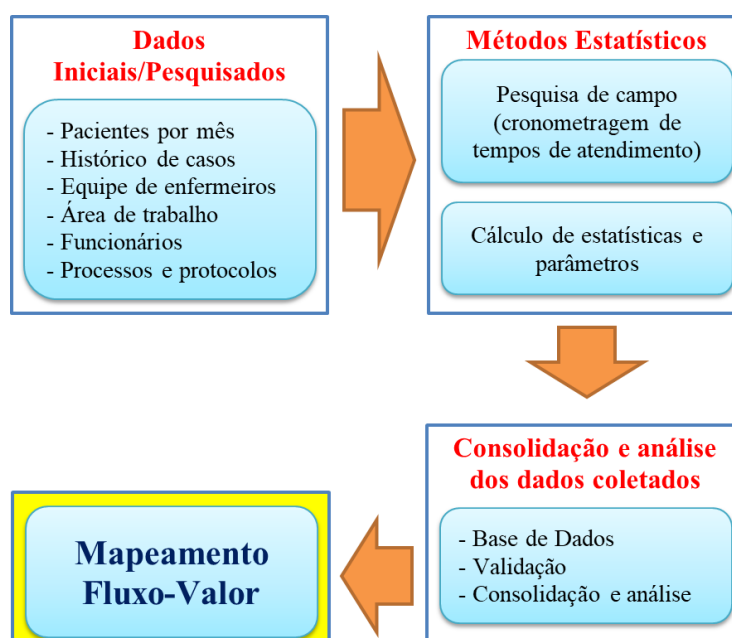 Dados
Iniciais/Pesquisados
- Pacientes por mês
- Histórico de casos
- Equipe de enfermeiros
- Área de trabalho
- Funcionários
- Processos e protocolos
Métodos Estatísticos
Pesquisa de campo
(cronometragem de
tempos de atendimento)
Cálculo de estatísticas e
parâmetros
Consolidação e análise
dos dados coletados
- Base de Dados
- Validação
- Consolidação e análise
Mapeamento
Fluxo-Valor